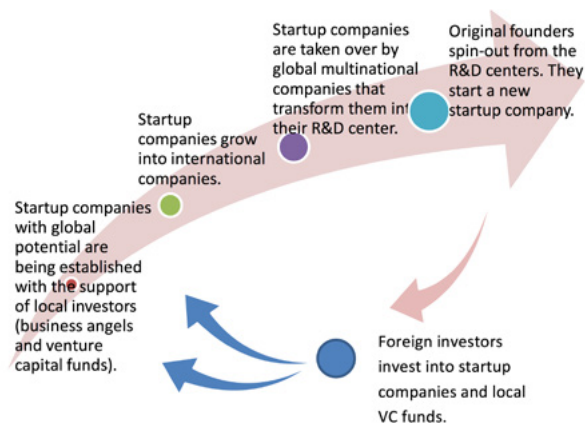 Startup companies
with global
potential are
being established
with the support
of local investors
(business angels
and venture
capital funds).
Startup
companies grow
into international
companies.
Startup companies
are taken over by
global multinational
companies that
transform them into
their R&D center.
Original founders
spin-out from the
R&D centers. They
start a new
startup company.
Foreign investors
invest into startup
companies and local
VC funds.